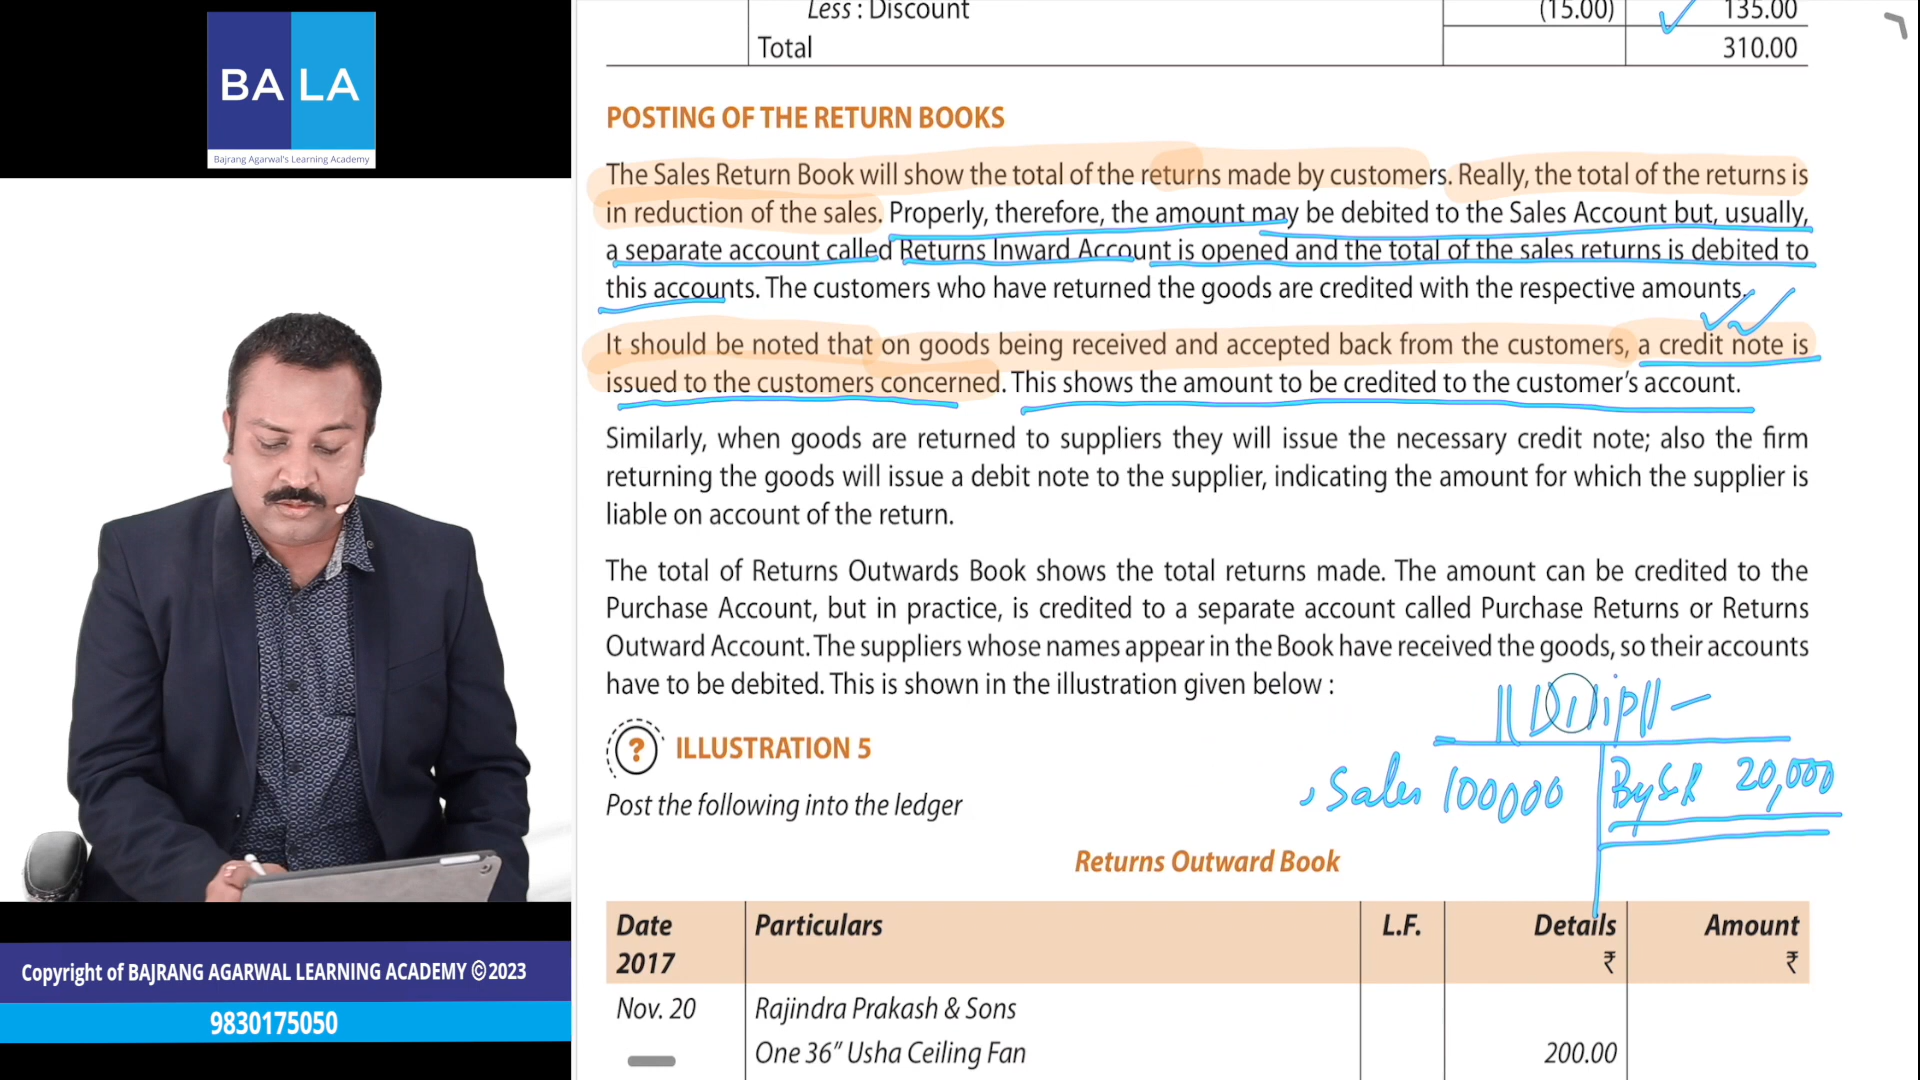 BA LA
Bajrang Agarwal's Learning Academy
Less : Discount (15.00) 135.00
Total 310.00
POSTING OF THE RETURN BOOKS
The Sales Return Book will show the total of the returns made by customers. Really, the total of the returns is
in reduction of the sales. Properly, therefore, the amount may be debited to the Sales Account but, usually,
a separate account called Returns Inward Account is opened and the total of the sales returns is debited to
this accounts. The customers who have returned the goods are credited with the respective amounts.
It should be noted that on goods being received and accepted back from the customers, a credit note is
issued to the customers concerned. This shows the amount to be credited to the customer’s account.
Similarly, when goods are returned to suppliers they will issue the necessary credit note; also the firm
returning the goods will issue a debit note to the supplier, indicating the amount for which the supplier is
liable on account of the return.
The total of Returns Outwards Book shows the total returns made. The amount can be credited to the
Purchase Account, but in practice, is credited to a separate account called Purchase Returns or Returns
Outward Account. The suppliers whose names appear in the Book have received the goods, so their accounts
have to be debited. This is shown in the illustration given below :
? ILLUSTRATION 5
Sales 100000 By S.R 20,000
Post the following into the ledger
Returns Outward Book
Date Particulars L.F. Details Amount
2017 ₹ ₹
Nov. 20 Rajindra Prakash & Sons
One 36” Usha Ceiling Fan 200.00
Copyright of BAJRANG AGARWAL LEARNING ACADEMY ©2023
9830175050